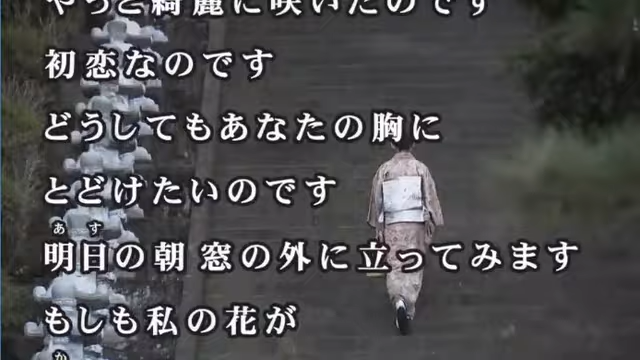 やっと綺麗に咲いたのです
初恋なのです
どうしてもあなたの胸に
とどけたいのです
あす
明日の朝 窓の外に立ってみます
もしも私の花が
か